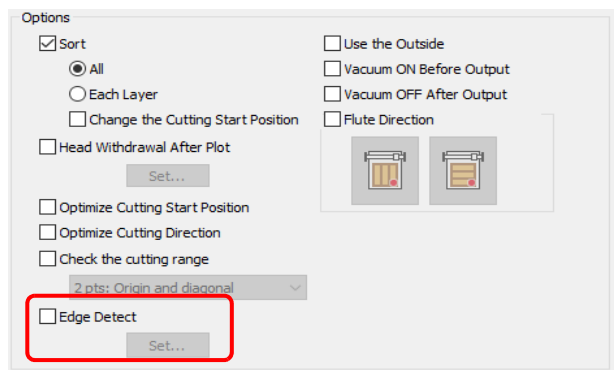 Options
Sort
All
Each Layer
Change the Cutting Start Position
Head Withdrawal After Plot
Set...
Optimize Cutting Start Position
Optimize Cutting Direction
Check the cutting range
2 pts: Origin and diagonal
Edge Detect
Set...
Use the Outside
Vacuum ON Before Output
Vacuum OFF After Output
Flute Direction